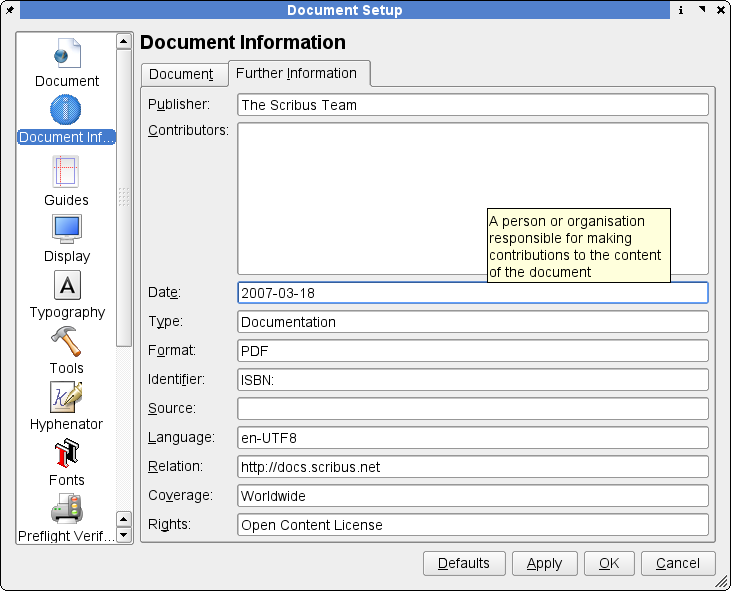 Document Setup
Document Information
Document
Document Inf...
Guides
Display
Typography
Tools
Hyphenator
Fonts
Preflight Verif...
Document
Further Information
Publisher: The Scribus Team
Contributors:
A person or organisation
responsible for making
contributions to the content
of the document
Date: 2007-03-18
Type: Documentation
Format: PDF
Identifier: ISBN:
Source:
Language: en-UTF8
Relation: http://docs.scribus.net
Coverage: Worldwide
Rights: Open Content License
Defaults
Apply
OK
Cancel